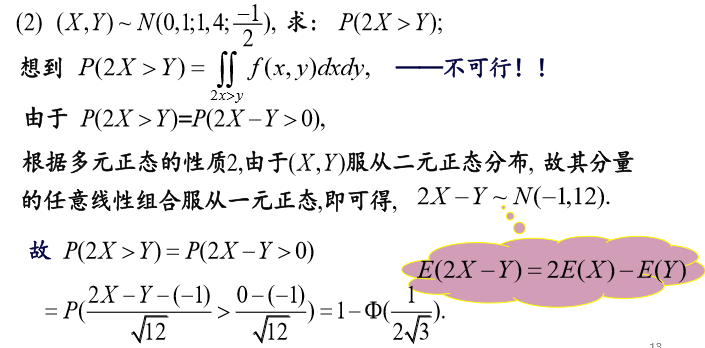 (2) (X,Y) ~ N(0,1;1,4;-1/2), 求: P(2X > Y);
想到 P(2X > Y) = ∬_{2x>y} f(x,y)dxdy, ——不可行！！
由于 P(2X > Y)=P(2X − Y > 0),
根据多元正态的性质2,由于(X,Y)服从二元正态分布, 故其分量
的任意线性组合服从一元正态,即可得, 2X − Y ~ N(−1,12).
故 P(2X > Y) = P(2X − Y > 0)
E(2X − Y) = 2E(X) − E(Y)
= P((2X − Y − (−1))/√12 > (0 − (−1))/√12) = 1 − Φ(1/(2√3)).
13